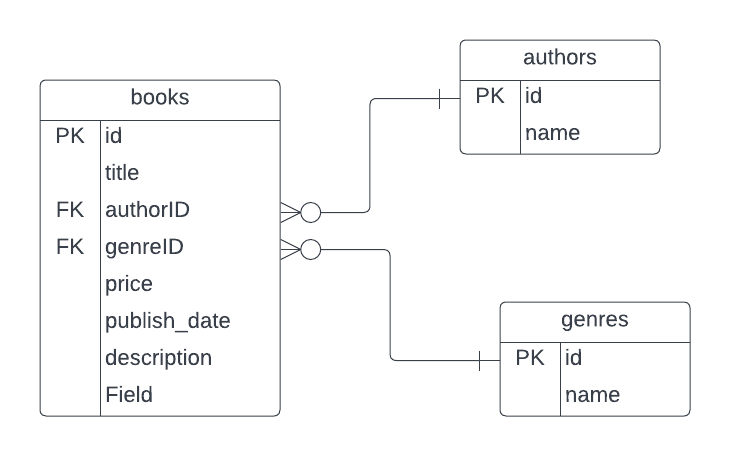 books
PK id
title
FK authorID
FK genreID
price
publish_date
description
Field
authors
PK id
name
genres
PK id
name